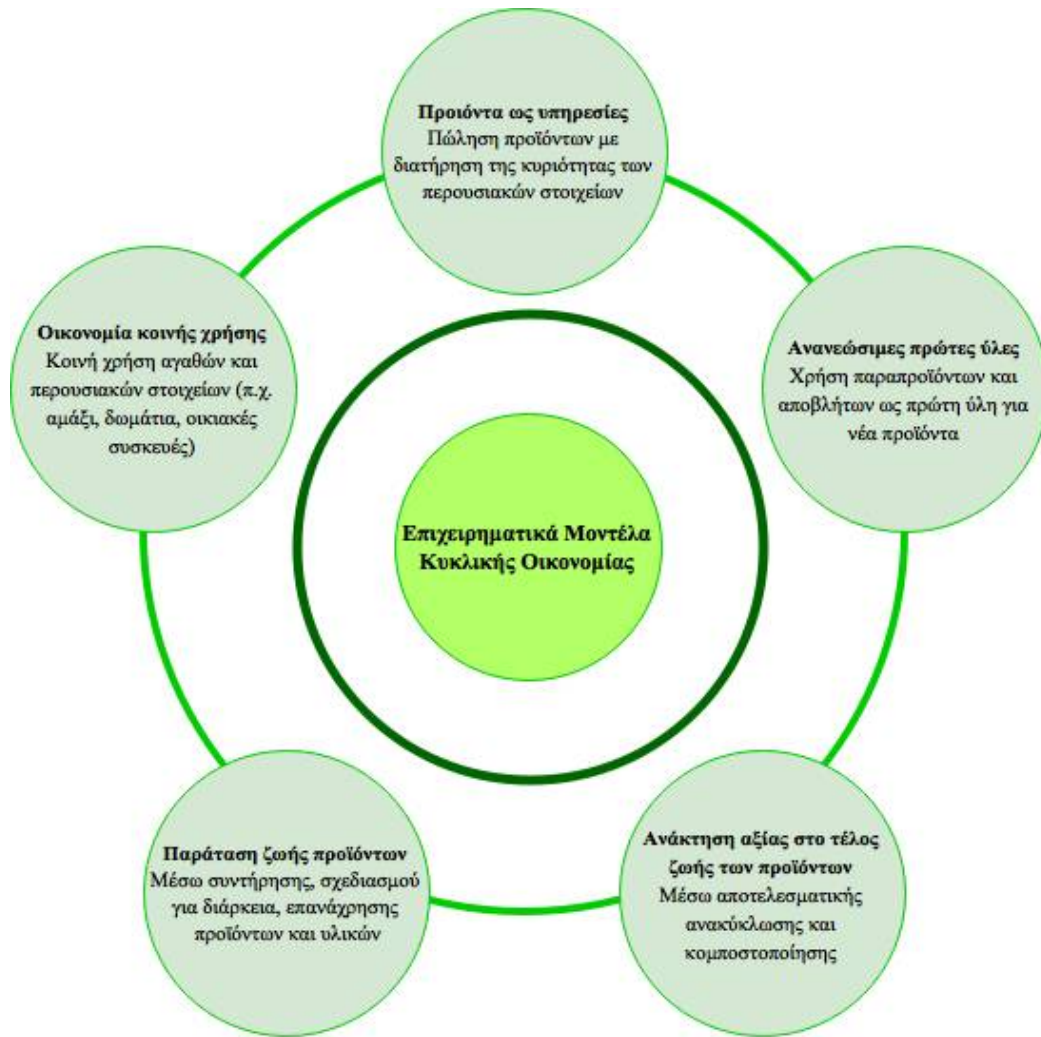 Προιόντα ως υπηρεσίες
Πώληση προϊόντων με
διατήρηση της κυριότητας των
περουσιακών στοιχείων
Ανανεώσιμες πρώτες ύλες
Χρήση παραπροϊόντων και
αποβλήτων ως πρώτη ύλη για
νέα προϊόντα
Ανάκτηση αξίας στο τέλος
ζωής των προϊόντων
Μέσω αποτελεσματικής
ανακύκλωσης και
κομποστοποίησης
Παράταση ζωής προϊόντων
Μέσω συντήρησης, σχεδιασμού
για διάρκεια, επανάχρησης
προϊόντων και υλικών
Οικονομία κοινής χρήσης
Κοινή χρήση αγαθών και
περουσιακών στοιχείων (π.χ.
αμάξι, δωμάτια, οικιακές
συσκευές)
Επιχειρηματικά Μοντέλα
Κυκλικής Οικονομίας